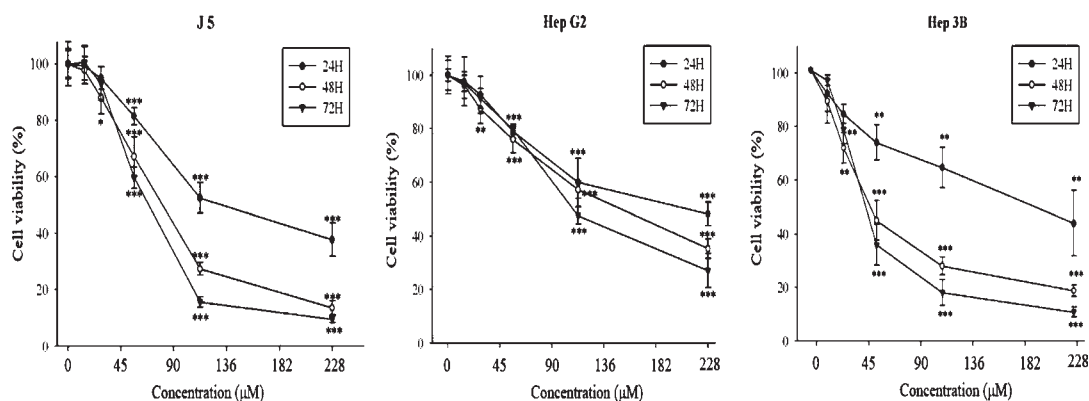 J 5
Cell viability (%)
100
80
60
40
20
0
24H
48H
72H
***
***
*
***
***
***
***
***
***
0 45 90 136 182 228
Concentration (μM)
Hep G2
Cell viability (%)
100
80
60
40
20
0
24H
48H
72H
***
**
***
***
***
***
***
***
***
0 45 90 136 182 228
Concentration (μM)
Hep 3B
Cell viability (%)
100
80
60
40
20
0
24H
48H
72H
**
**
**
**
**
***
***
***
***
***
***
0 45 90 136 182 228
Concentration (μM)